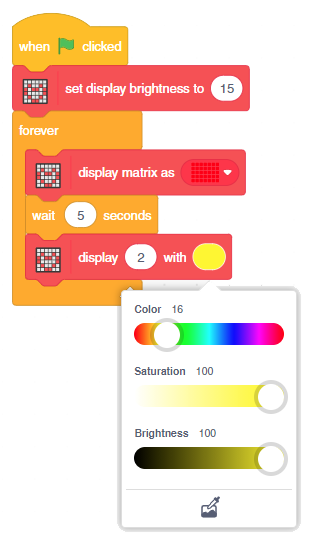 when clicked
set display brightness to 15
forever
display matrix as
wait 5 seconds
display 2 with
Color 16
Saturation 100
Brightness 100